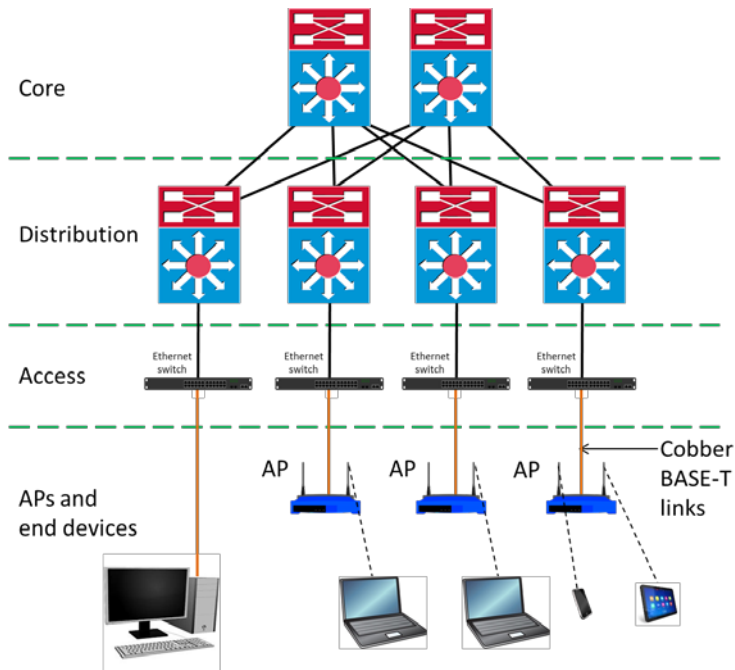 Core
Distribution
Ethernet
switch
Ethernet
switch
Ethernet
switch
Ethernet
switch
Access
AP
AP
AP
Cobber
BASE-T
links
APs and
end devices